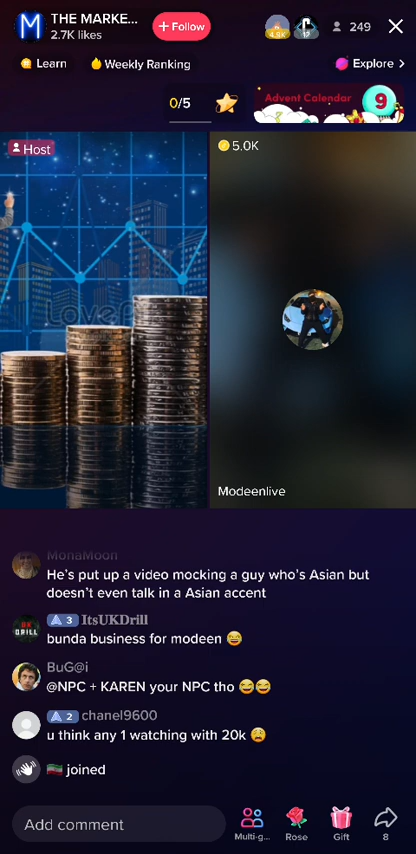 THE MARKE...
2.7K likes
+ Follow
4.9K
12
249
Learn
Weekly Ranking
Explore >
0/5
Advent Calendar
9
Host
5.0K
Modeenlive
MonaMoon
He's put up a video mocking a guy who's Asian but
doesn't even talk in a Asian accent
3 ItsUKDrill
bunda business for modeen 😂
BuG@i
@NPC + KAREN your NPC tho 😂😂
2 chanel9600
u think any 1 watching with 20k 😩
🇮🇷 joined
Add comment
Multi-g...
Rose
Gift
8